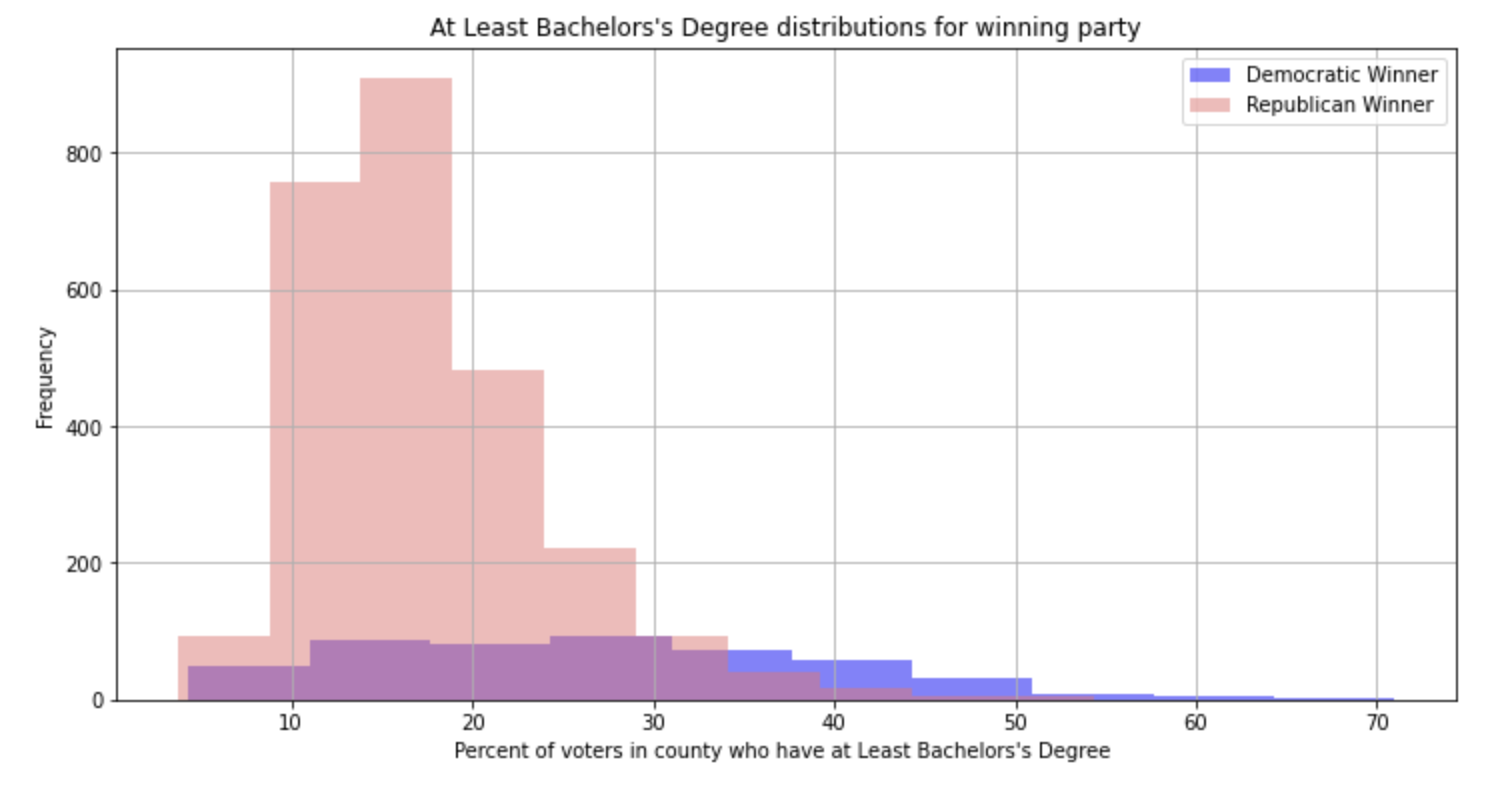 At Least Bachelors's Degree distributions for winning party
Democratic Winner
Republican Winner
800
600
400
200
0
Frequency
10 20 30 40 50 60 70
Percent of voters in county who have at Least Bachelors's Degree